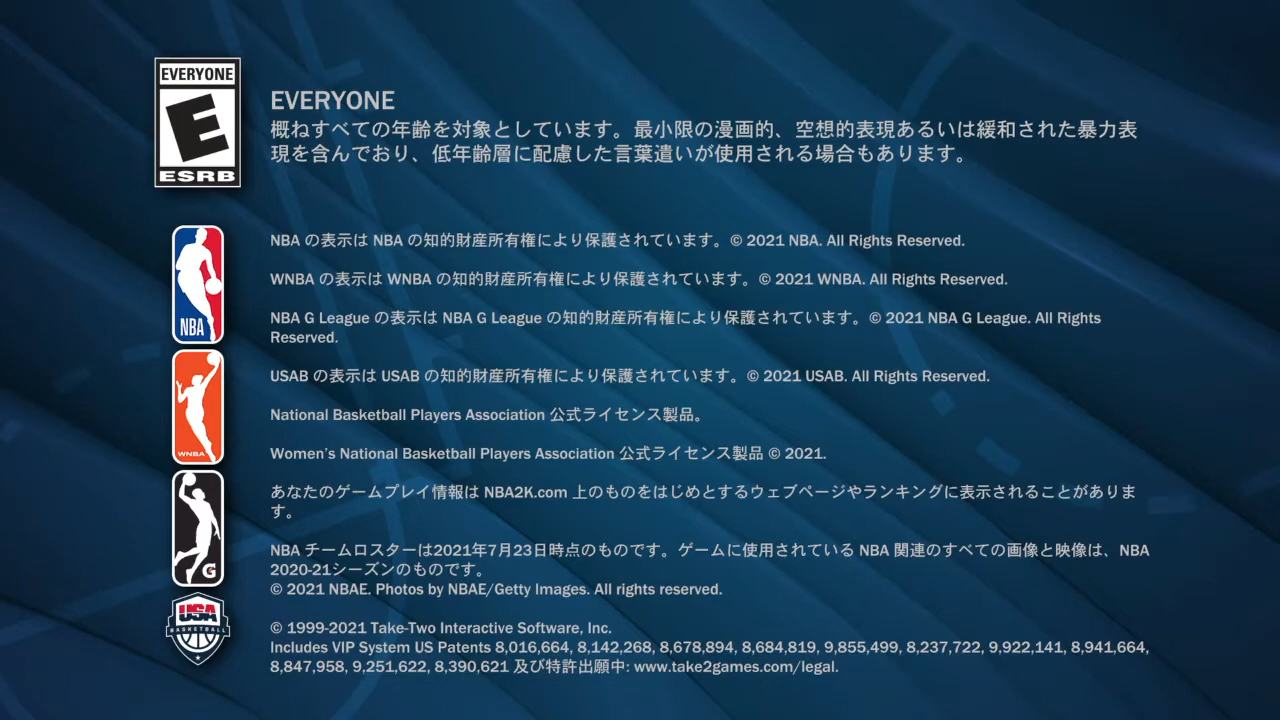 EVERYONE
E
ESRB
EVERYONE
概ねすべての年齢を対象としています。最小限の漫画的、空想的表現あるいは緩和された暴力表
現を含んでおり、低年齢層に配慮した言葉遣いが使用される場合もあります。
NBA
NBA の表示は NBA の知的財産所有権により保護されています。© 2021 NBA. All Rights Reserved.
WNBA の表示は WNBA の知的財産所有権により保護されています。© 2021 WNBA. All Rights Reserved.
NBA G League の表示は NBA G League の知的財産所有権により保護されています。© 2021 NBA G League. All Rights
Reserved.
WNBA
USAB の表示は USAB の知的財産所有権により保護されています。© 2021 USAB. All Rights Reserved.
National Basketball Players Association 公式ライセンス製品。
Women's National Basketball Players Association 公式ライセンス製品 © 2021.
G
あなたのゲームプレイ情報は NBA2K.com 上のものをはじめとするウェブページやランキングに表示されることがありま
す。
NBA チームロスターは2021年7月23日時点のものです。ゲームに使用されている NBA 関連のすべての画像と映像は、NBA
2020-21シーズンのものです。
© 2021 NBAE. Photos by NBAE/Getty Images. All rights reserved.
USA
BASKETBALL
© 1999-2021 Take-Two Interactive Software, Inc.
Includes VIP System US Patents 8,016,664, 8,142,268, 8,678,894, 8,684,819, 9,855,499, 8,237,722, 9,922,141, 8,941,664,
8,847,958, 9,251,622, 8,390,621 及び特許出願中: www.take2games.com/legal.